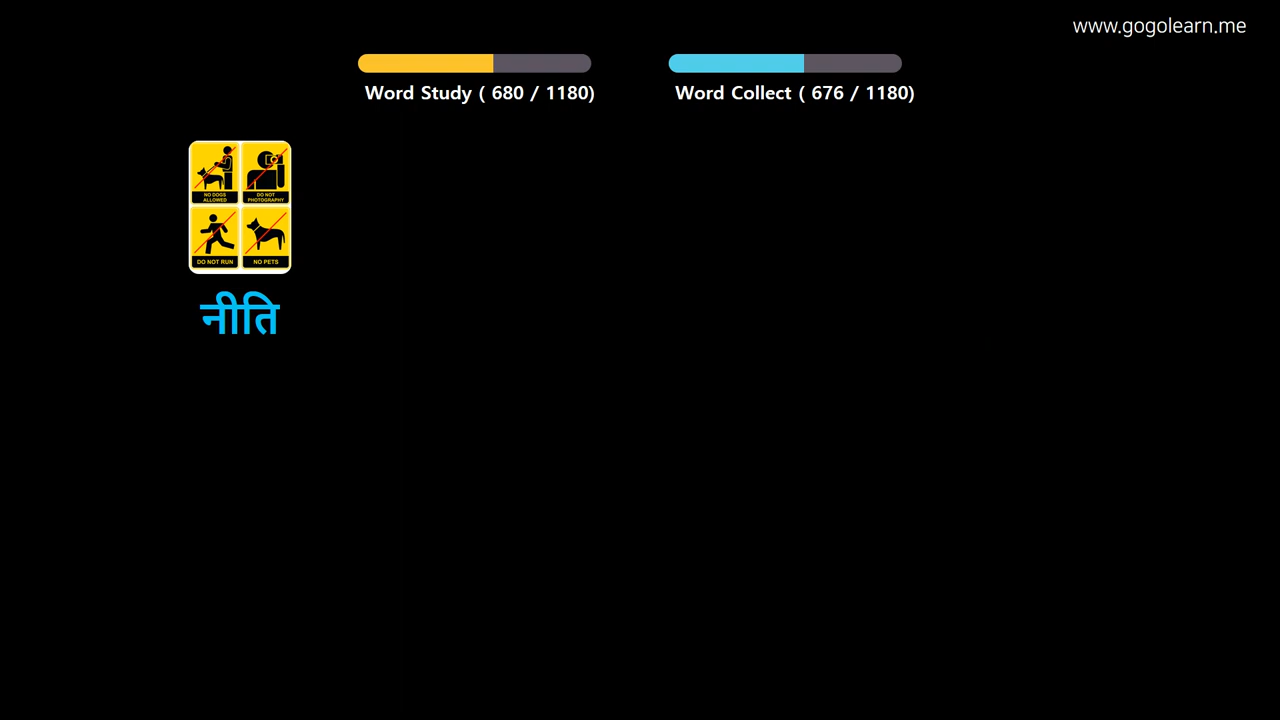 www.gogolearn.me
Word Study ( 680 / 1180)
Word Collect ( 676 / 1180)
NO DOGS
ALLOWED
DO NOT
PHOTOGRAPHY
DO NOT RUN
NO PETS
नीति